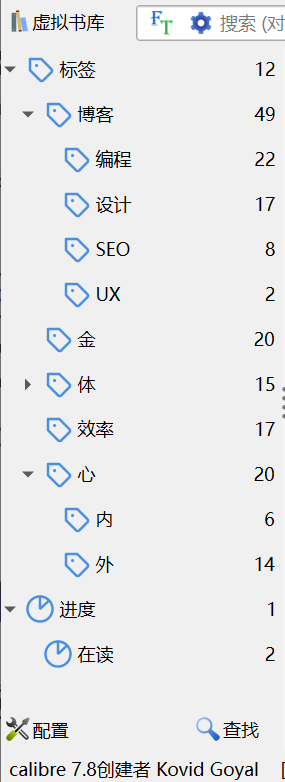 虚拟书库 FT 搜索 (对
标签 12
博客 49
编程 22
设计 17
SEO 8
UX 2
金 20
体 15
效率 17
心 20
内 6
外 14
进度 1
在读 2
配置 查找
calibre 7.8创建者 Kovid Goyal